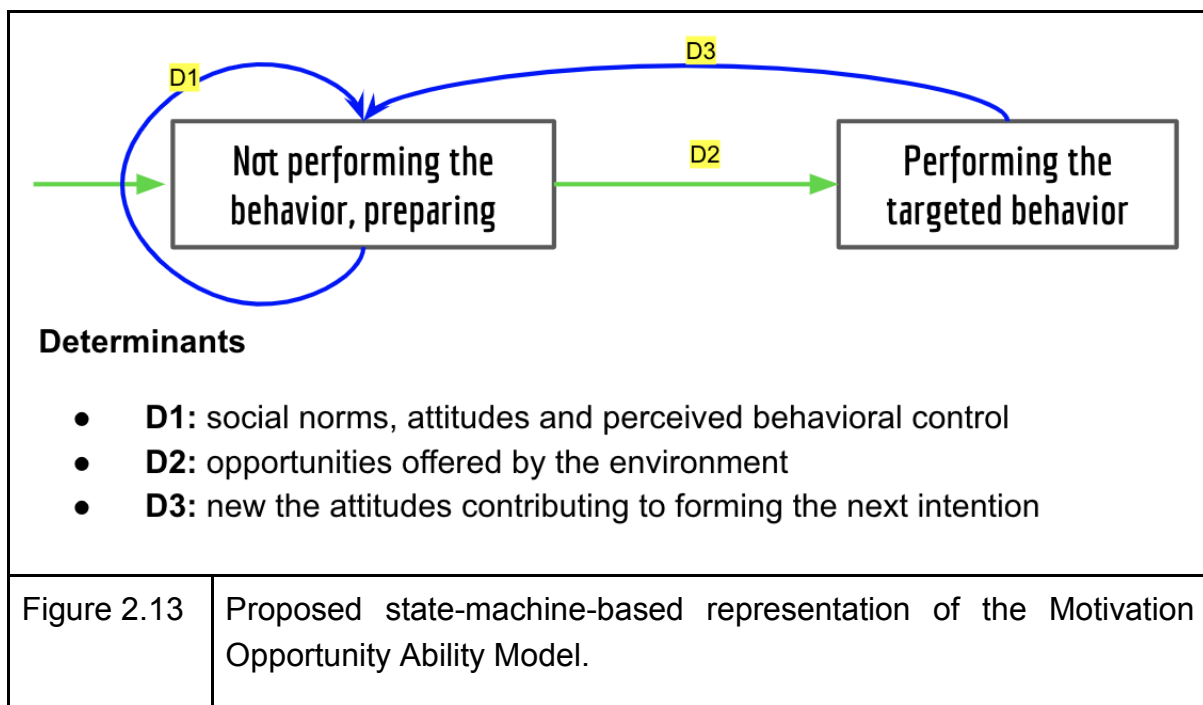 D3
D1
Not performing the
behavior, preparing
D2
Performing the
targeted behavior
Determinants
● D1: social norms, attitudes and perceived behavioral control
● D2: opportunities offered by the environment
● D3: new the attitudes contributing to forming the next intention
Figure 2.13
Proposed state-machine-based representation of the Motivation
Opportunity Ability Model.